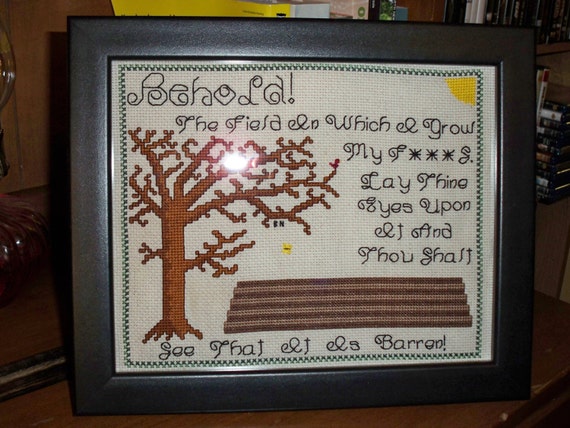 Behold!
The Field In Which I Grow
My F***s.
Lay Thine
Eyes Upon
It And
Thou Shalt
BN
See That It Is Barren!